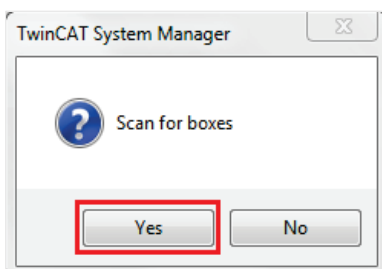 TwinCAT System Manager
Scan for boxes
Yes
No